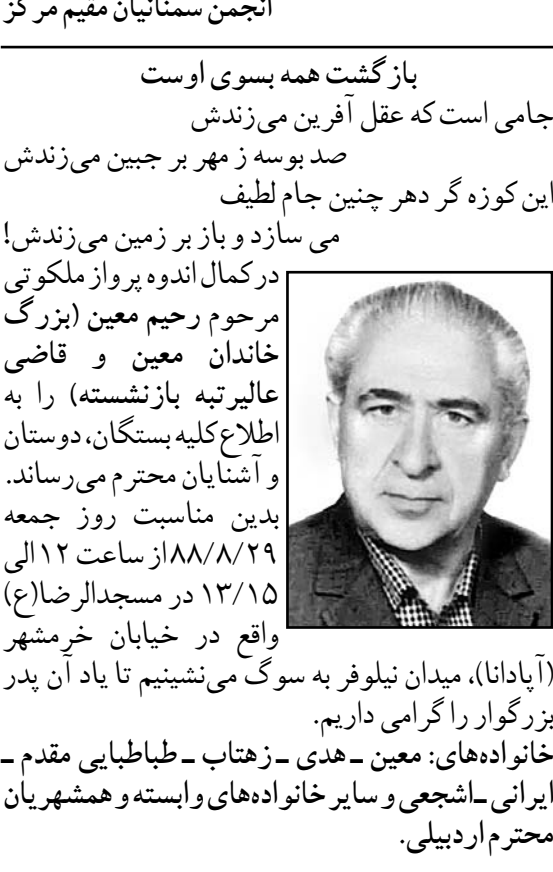 انجمن سمنانیان مقیم مرکز
بازگشت همه بسوی اوست
جامی است که عقل آفرین می‌زندش
صد بوسه ز مهر بر جبین می‌زندش
این کوزه گر دهر چنین جام لطیف
می سازد و باز بر زمین می‌زندش!
درکمال اندوه پرواز ملکوتی
مرحوم رحیم معین (بزرگ
خاندان معین و قاضی
عالیرتبه بازنشسته) را به
اطلاع کلیه بستگان، دوستان
و آشنایان محترم می‌رساند.
بدین مناسبت روز جمعه
۸۸/۸/۲۹ از ساعت ۱۲ الی
۱۳/۱۵ در مسجدالرضا(ع)
واقع در خیابان خرمشهر
(آپادانا)، میدان نیلوفر به سوگ می‌نشینیم تا یاد آن پدر
بزرگوار را گرامی داریم.
خانواده‌های: معین ـ هدی ـ زهتاب ـ طباطبایی مقدم ـ
ایرانی ـ اشجعی و سایر خانواده‌های وابسته و همشهریان
محترم اردبیلی.